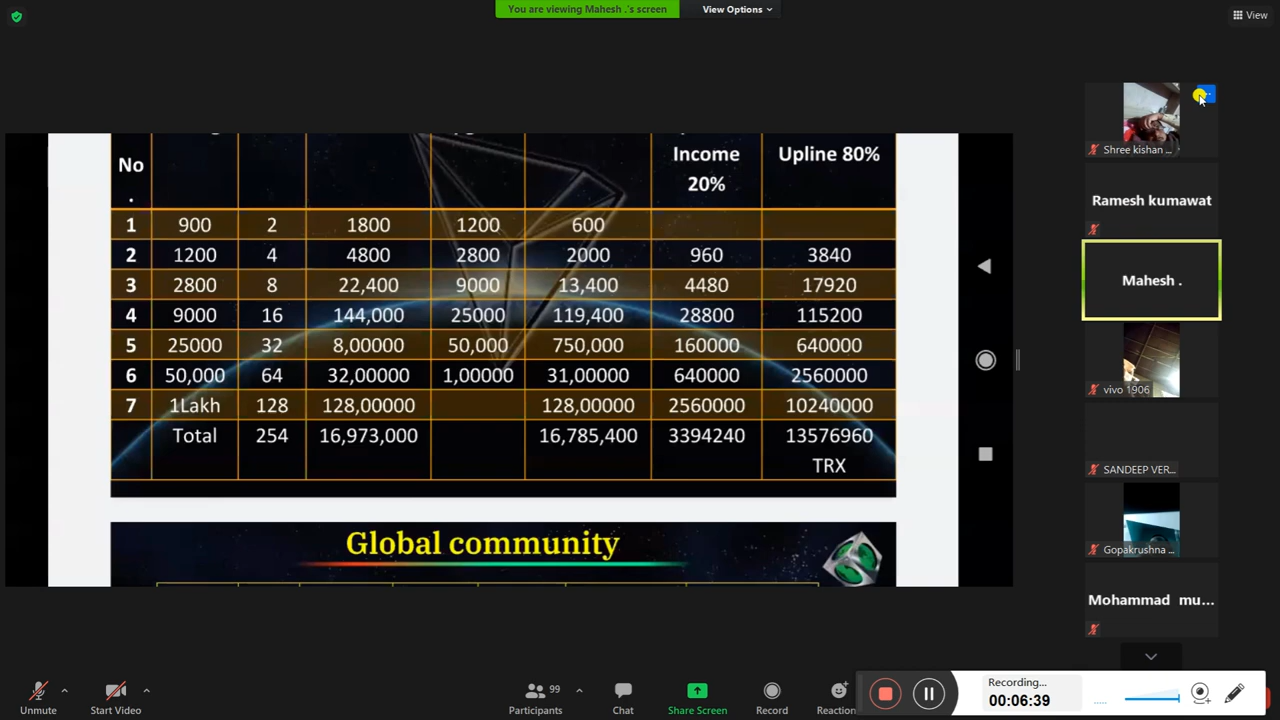 You are viewing Mahesh .'s screen
View Options
View
No
.
Income
20%
Upline 80%
1 900 2 1800 1200 600
2 1200 4 4800 2800 2000 960 3840
3 2800 8 22,400 9000 13,400 4480 17920
4 9000 16 144,000 25000 119,400 28800 115200
5 25000 32 8,00000 50,000 750,000 160000 640000
6 50,000 64 32,00000 1,00000 31,00000 640000 2560000
7 1Lakh 128 128,00000 128,00000 2560000 10240000
Total 254 16,973,000 16,785,400 3394240 13576960
TRX
Global community
Shree kishan ...
Ramesh kumawat
Mahesh .
vivo 1906
SANDEEP VER...
Gopakrushna ...
Mohammad mu...
Unmute
Start Video
99
Participants
Chat
Share Screen
Record
Reaction
Recording...
00:06:39